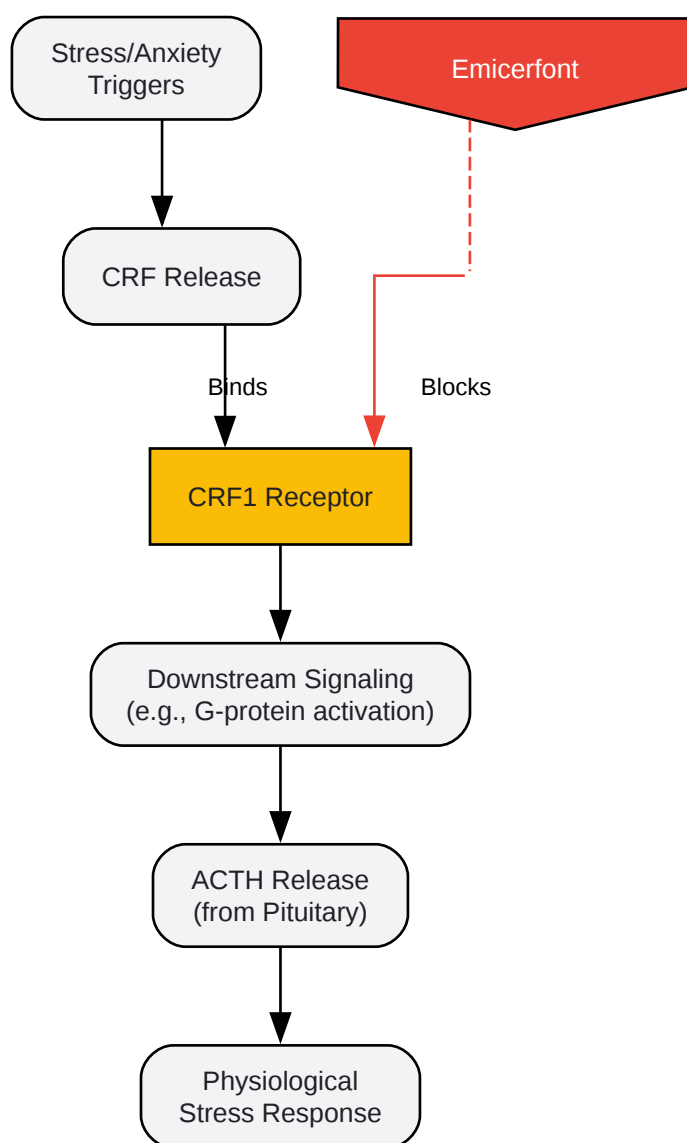 Stress/Anxiety
Triggers
Emicerfont
CRF Release
Binds
Blocks
CRF1 Receptor
Downstream Signaling
(e.g., G-protein activation)
ACTH Release
(from Pituitary)
Physiological
Stress Response